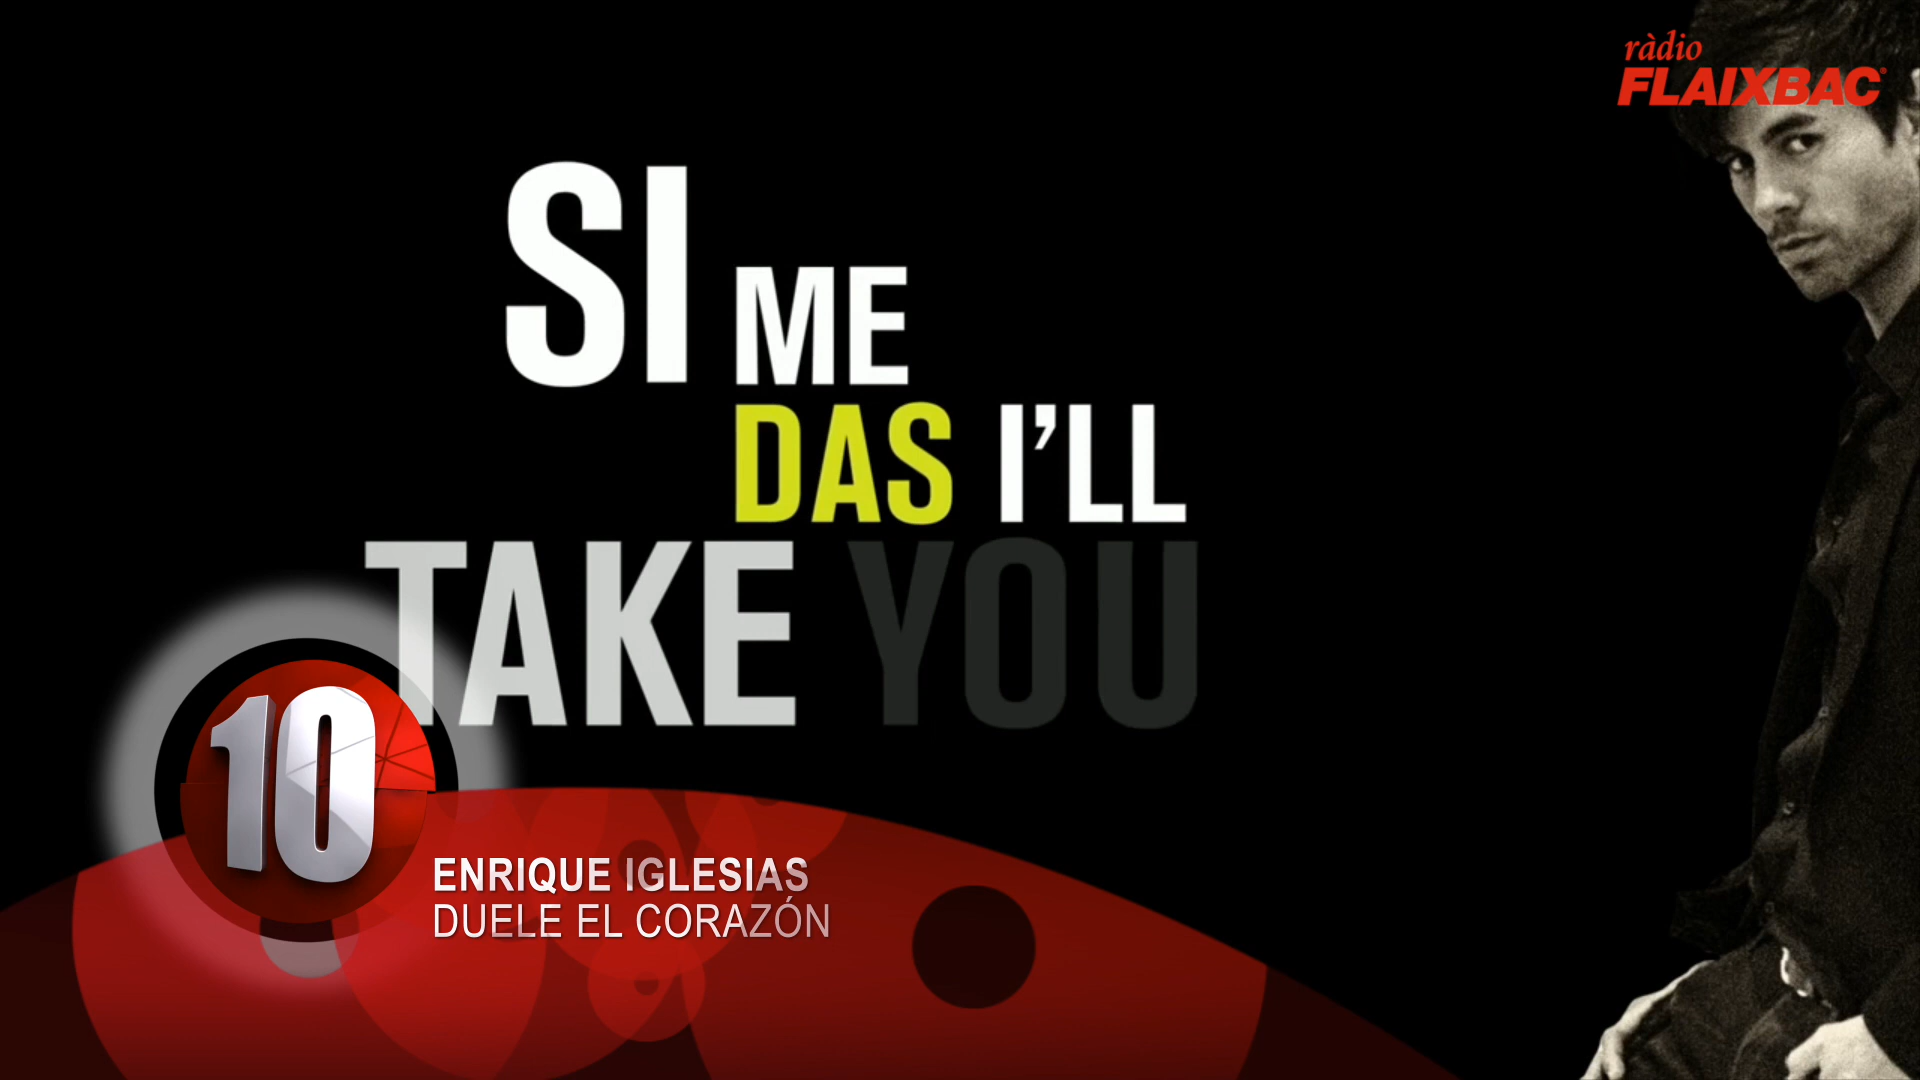 ràdio
FLAIXBAC
SI ME
DAS I'LL
TAKE YOU
10
ENRIQUE IGLESIAS
DUELE EL CORAZÓN